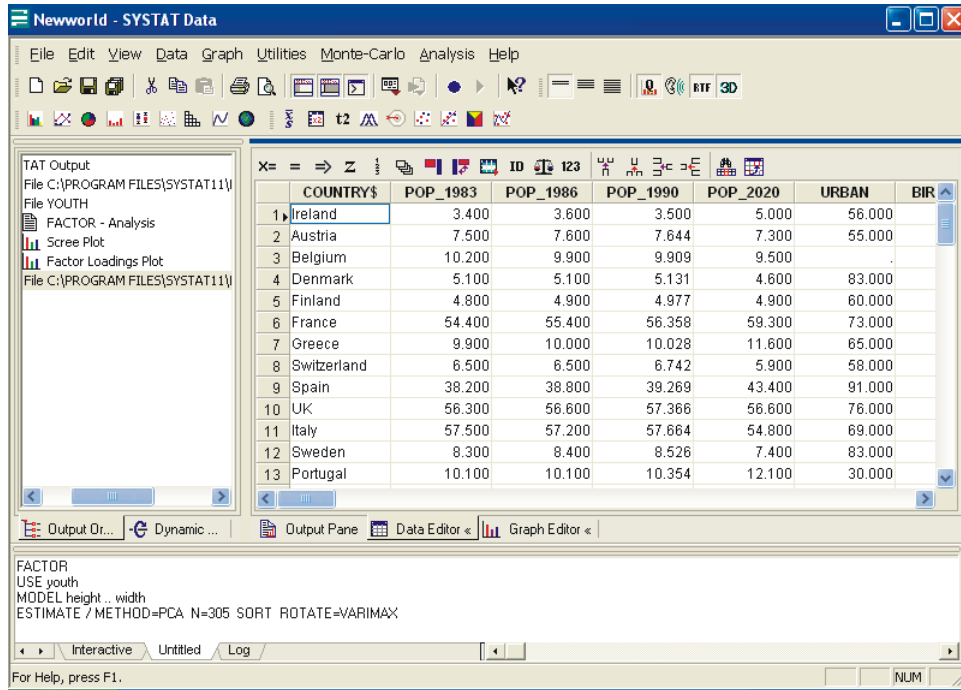 Newworld - SYSTAT Data
File Edit View Data Graph Utilities Monte-Carlo Analysis Help
RTF 3D
t2
TAT Output
File C:\PROGRAM FILES\SYSTAT11\I
File YOUTH
FACTOR - Analysis
Scree Plot
Factor Loadings Plot
File C:\PROGRAM FILES\SYSTAT11\I
X= = ⇒ Z ID 123
COUNTRY$ POP_1983 POP_1986 POP_1990 POP_2020 URBAN BIR
1 Ireland 3.400 3.600 3.500 5.000 56.000
2 Austria 7.500 7.600 7.644 7.300 55.000
3 Belgium 10.200 9.900 9.909 9.500 .
4 Denmark 5.100 5.100 5.131 4.600 83.000
5 Finland 4.800 4.900 4.977 4.900 60.000
6 France 54.400 55.400 56.358 59.300 73.000
7 Greece 9.900 10.000 10.028 11.600 65.000
8 Switzerland 6.500 6.500 6.742 5.900 58.000
9 Spain 38.200 38.800 39.269 43.400 91.000
10 UK 56.300 56.600 57.366 56.600 76.000
11 Italy 57.500 57.200 57.664 54.800 69.000
12 Sweden 8.300 8.400 8.526 7.400 83.000
13 Portugal 10.100 10.100 10.354 12.100 30.000
Output Or... Dynamic ... Output Pane Data Editor « Graph Editor «
FACTOR
USE youth
MODEL height .. width
ESTIMATE / METHOD=PCA N=305 SORT ROTATE=VARIMAX
Interactive Untitled Log
For Help, press F1. NUM